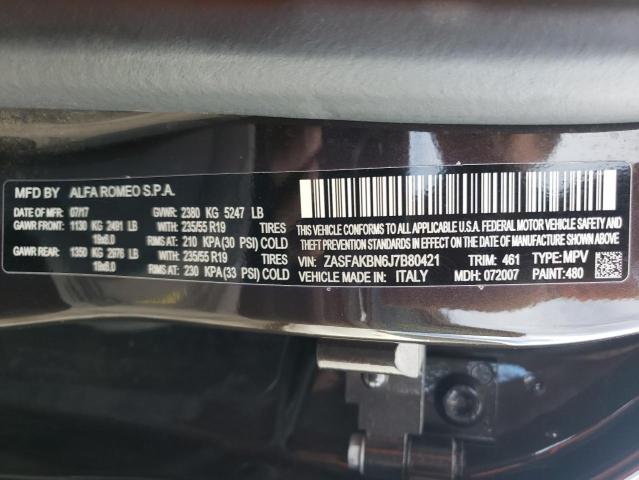 MFD BY ALFA ROMEO S.P.A.
DATE OF MFR: 07/17 GVWR: 2380 KG 5247 LB
GAWR FRONT: 1130 KG 2491 LB 235/55 R19 TIRES
19x8.0 RIMS AT: 210 KPA(30 PSI) COLD
GAWR REAR: 1350 KG 2976 LB 235/55 R19 TIRES
19x8.0 RIMS AT: 230 KPA (33 PSI) COLD
THIS VEHICLE CONFORMS TO ALL APPLICABLE U.S.A. FEDERAL MOTOR VEHICLE SAFETY AND
THEFT PREVENTION STANDARDS IN EFFECT ON THE DATE OF MANUFACTURE SHOWN ABOVE.
VIN: ZASFAKBN6J7B80421 TRIM: 461 TYPE: MPV
VEHICLE MADE IN: ITALY MDH: 072007 PAINT:480